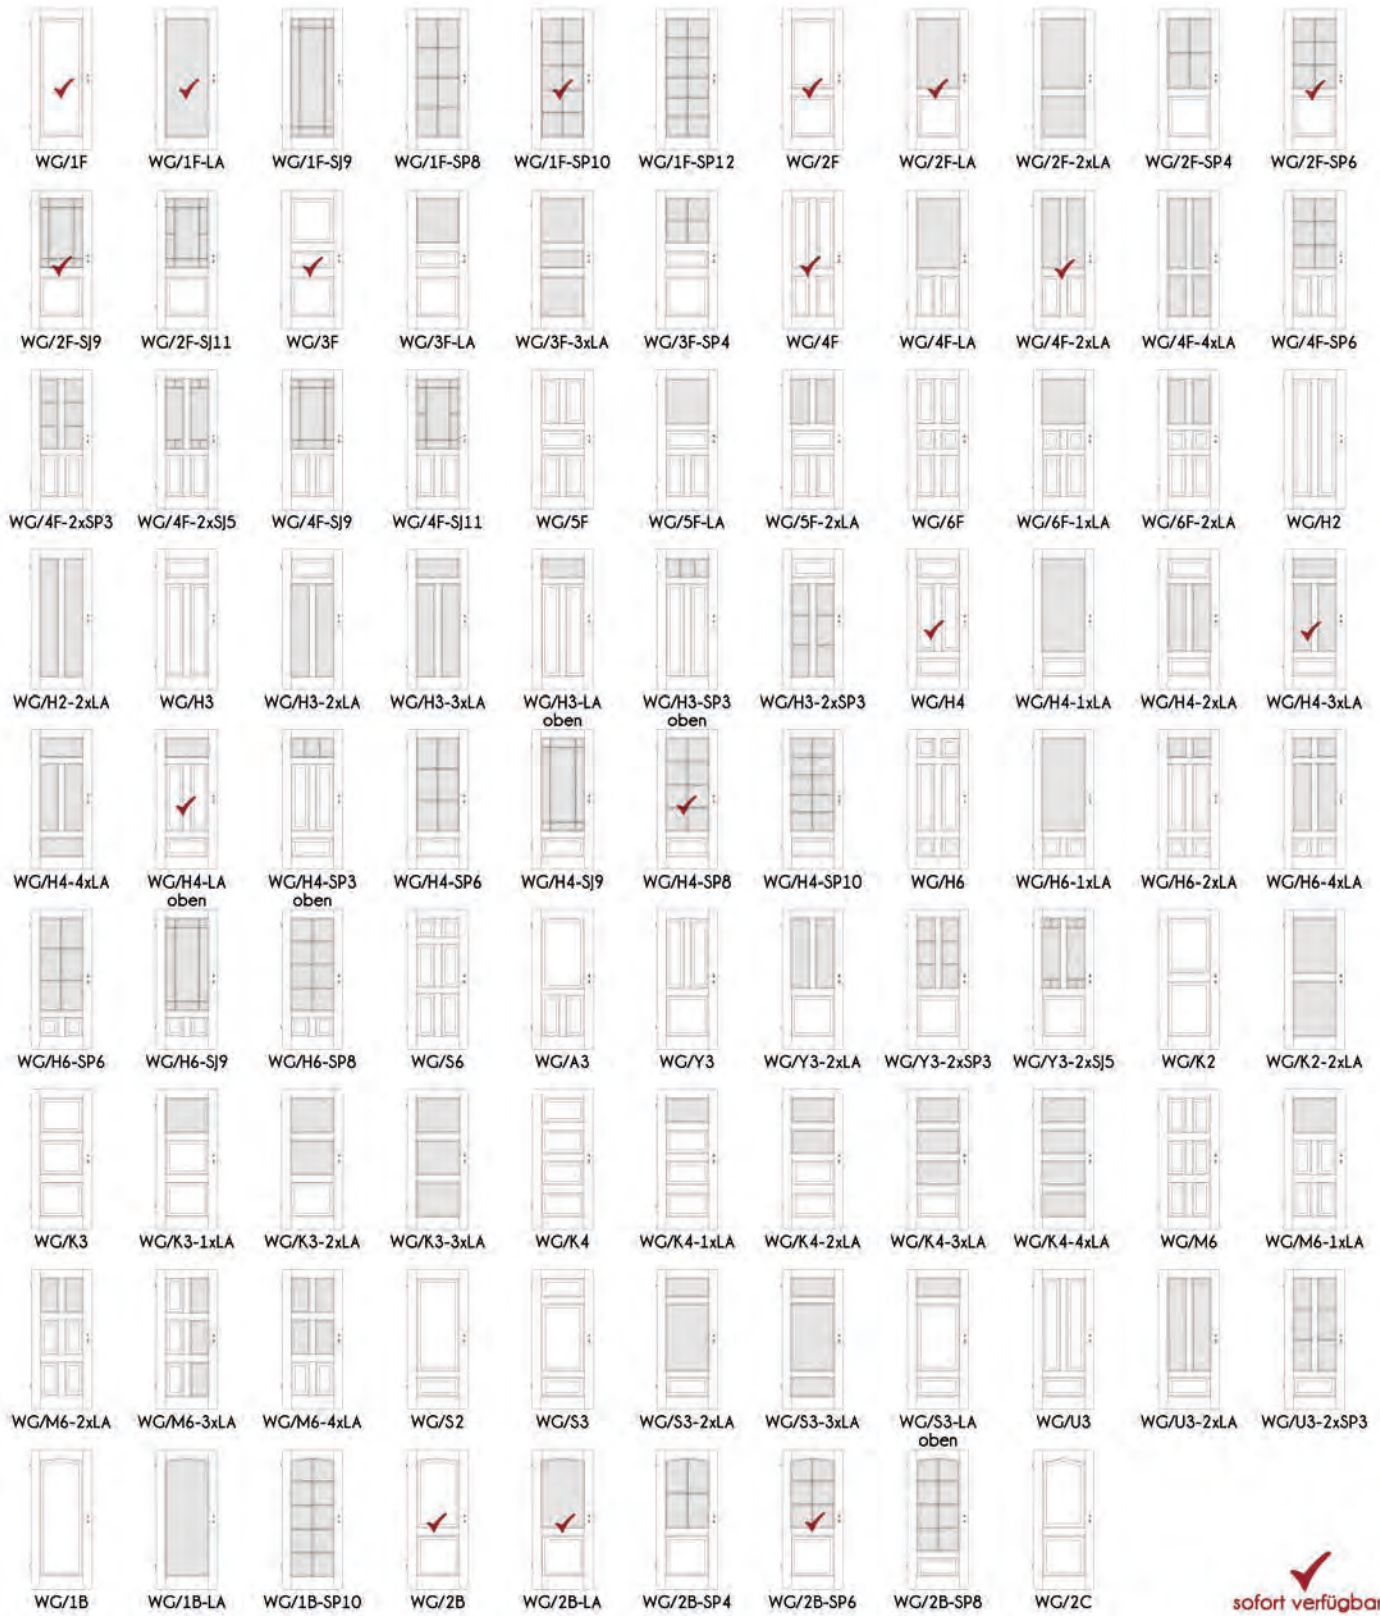 WG/1F WG/1F-LA WG/1F-SJ9 WG/1F-SP8 WG/1F-SP10 WG/1F-SP12 WG/2F WG/2F-LA WG/2F-2xLA WG/2F-SP4 WG/2F-SP6
WG/2F-SJ9 WG/2F-SJ11 WG/3F WG/3F-LA WG/3F-3xLA WG/3F-SP4 WG/4F WG/4F-LA WG/4F-2xLA WG/4F-4xLA WG/4F-SP6
WG/4F-2xSP3 WG/4F-2xSJ5 WG/4F-SJ9 WG/4F-SJ11 WG/5F WG/5F-LA WG/5F-2xLA WG/6F WG/6F-1xLA WG/6F-2xLA WG/H2
WG/H2-2xLA WG/H3 WG/H3-2xLA WG/H3-3xLA WG/H3-LA WG/H3-SP3 WG/H3-2xSP3 WG/H4 WG/H4-1xLA WG/H4-2xLA WG/H4-3xLA
oben oben
WG/H4-4xLA WG/H4-LA WG/H4-SP3 WG/H4-SP6 WG/H4-SJ9 WG/H4-SP8 WG/H4-SP10 WG/H6 WG/H6-1xLA WG/H6-2xLA WG/H6-4xLA
oben oben
WG/H6-SP6 WG/H6-SJ9 WG/H6-SP8 WG/S6 WG/A3 WG/Y3 WG/Y3-2xLA WG/Y3-2xSP3 WG/Y3-2xSJ5 WG/K2 WG/K2-2xLA
WG/K3 WG/K3-1xLA WG/K3-2xLA WG/K3-3xLA WG/K4 WG/K4-1xLA WG/K4-2xLA WG/K4-3xLA WG/K4-4xLA WG/M6 WG/M6-1xLA
WG/M6-2xLA WG/M6-3xLA WG/M6-4xLA WG/S2 WG/S3 WG/S3-2xLA WG/S3-3xLA WG/S3-LA WG/U3 WG/U3-2xLA WG/U3-2xSP3
oben
WG/1B WG/1B-LA WG/1B-SP10 WG/2B WG/2B-LA WG/2B-SP4 WG/2B-SP6 WG/2B-SP8 WG/2C
sofort verfügbar